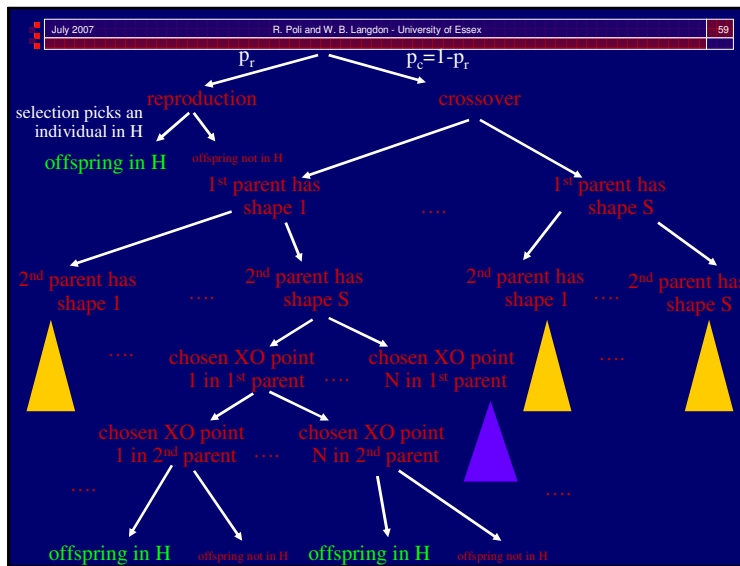 July 2007 R. Poli and W. B. Langdon - University of Essex 59
pr pc=1-pr
reproduction crossover
selection picks an
individual in H
offspring in H offspring not in H
1st parent has 1st parent has
shape 1 .... shape S
2nd parent has 2nd parent has 2nd parent has 2nd parent has
shape 1 .... shape S shape 1 .... shape S
.... chosen XO point chosen XO point ....
1 in 1st parent .... N in 1st parent
chosen XO point chosen XO point
1 in 2nd parent .... N in 2nd parent
.... ....
offspring in H offspring not in H offspring in H offspring not in H